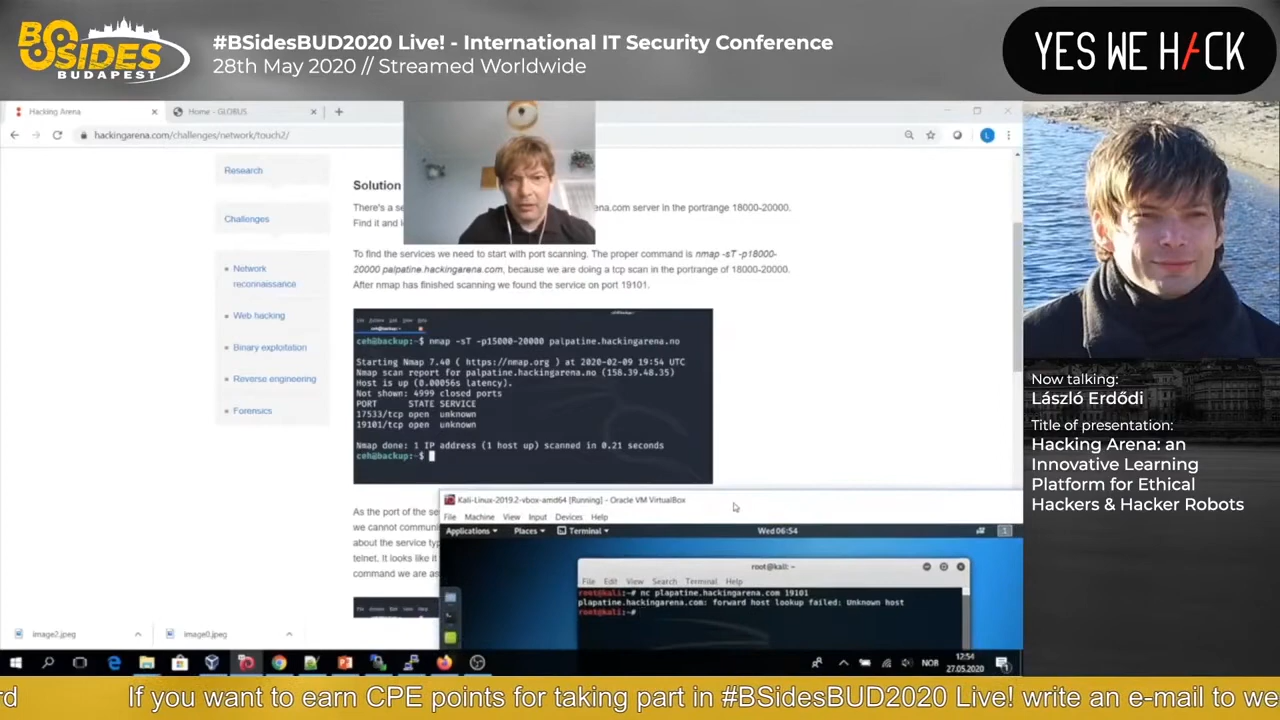 BSIDES
BUDAPEST
#BSidesBUD2020 Live! - International IT Security Conference
28th May 2020 // Streamed Worldwide
YES WE H/CK
Hacking Arena
Home - GLOBUS
hackingarena.com/challenges/network/touch2/
Research
Challenges
Network
reconnaissance
Web hacking
Binary exploitation
Reverse engineering
Forensics
Solution
There's a se
ena.com server in the portrange 18000-20000.
To find the services we need to start with port scanning. The proper command is nmap -sT -p18000-
20000 palpatine.hackingarena.com, because we are doing a tcp scan in the portrange of 18000-20000.
After nmap has finished scanning we found the service on port 19101.
ceh@backup:~
ceh@backup:~$ nmap -sT -p15000-20000 palpatine.hackingarena.no
Starting Nmap 7.40 ( https://nmap.org ) at 2020-02-09 19:54 UTC
Nmap scan report for palpatine.hackingarena.no (158.39.48.35)
Host is up (0.00056s latency).
Not shown: 4999 closed ports
PORT STATE SERVICE
17533/tcp open unknown
19101/tcp open unknown
Nmap done: 1 IP address (1 host up) scanned in 0.21 seconds
ceh@backup:~$
As the port of the se
we cannot communi
about the service typ
telnet. It looks like it
command we are as
Kali-Linux-2019.2-vbox-amd64 [Running] - Oracle VM VirtualBox
File Machine View Input Devices Help
Applications Places Terminal Wed 06:54 1
root@kali: ~
File Edit View Search Terminal Help
root@kali:~# nc plapatine.hackingarena.com 19101
plapatine.hackingarena.com: forward host lookup failed: Unknown host
root@kali:~#
image2.jpeg
image0.jpeg
NOR
12:54
27.05.2020
Now talking:
László Erdődi
Title of presentation:
Hacking Arena: an
Innovative Learning
Platform for Ethical
Hackers & Hacker Robots
rd If you want to earn CPE points for taking part in #BSidesBUD2020 Live! write an e-mail to we